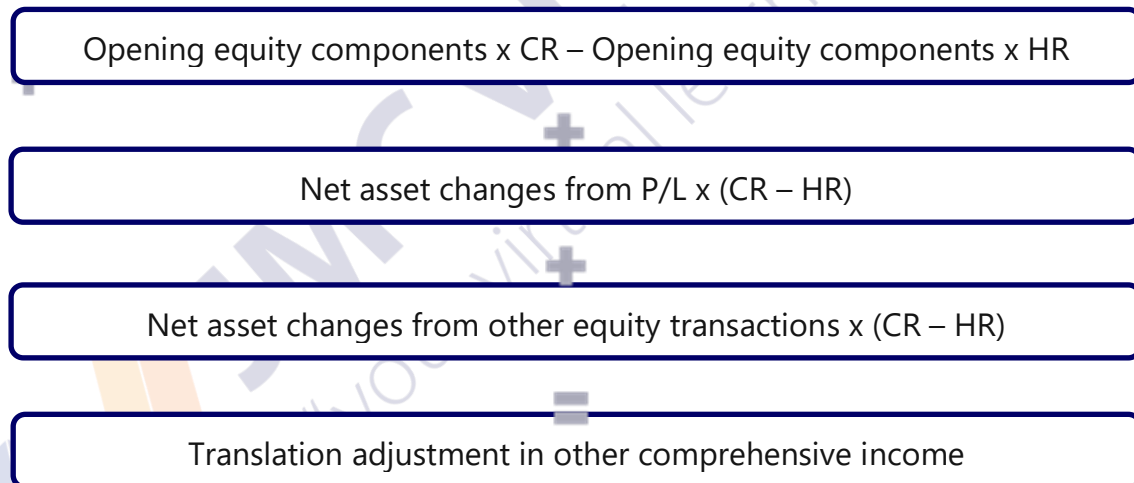 Opening equity components x CR – Opening equity components x HR
+
Net asset changes from P/L x (CR – HR)
+
Net asset changes from other equity transactions x (CR – HR)
=
Translation adjustment in other comprehensive income